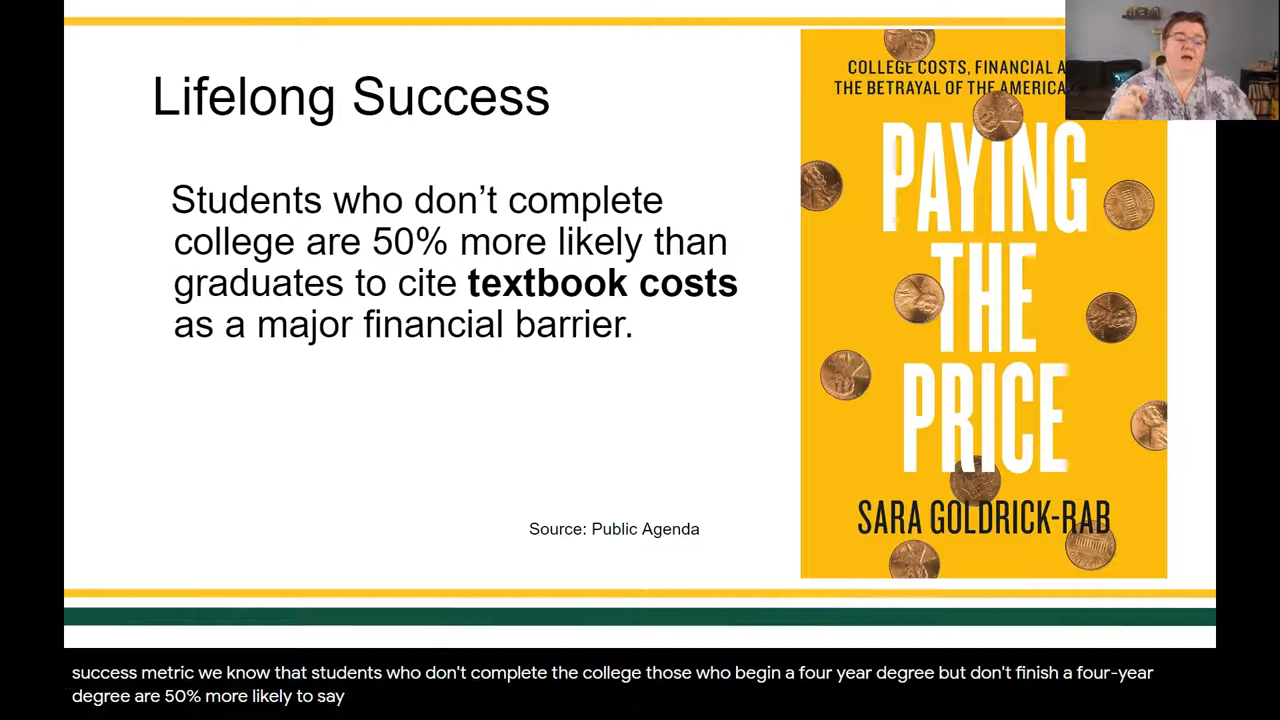 Lifelong Success
Students who don’t complete
college are 50% more likely than
graduates to cite textbook costs
as a major financial barrier.
Source: Public Agenda
COLLEGE COSTS, FINANCIAL
THE BETRAYAL OF THE
PAYING
THE
PRICE
SARA GOLDRICK-RAB
success metric we know that students who don't complete the college those who begin a four year degree but don't finish a four-year
degree are 50% more likely to say